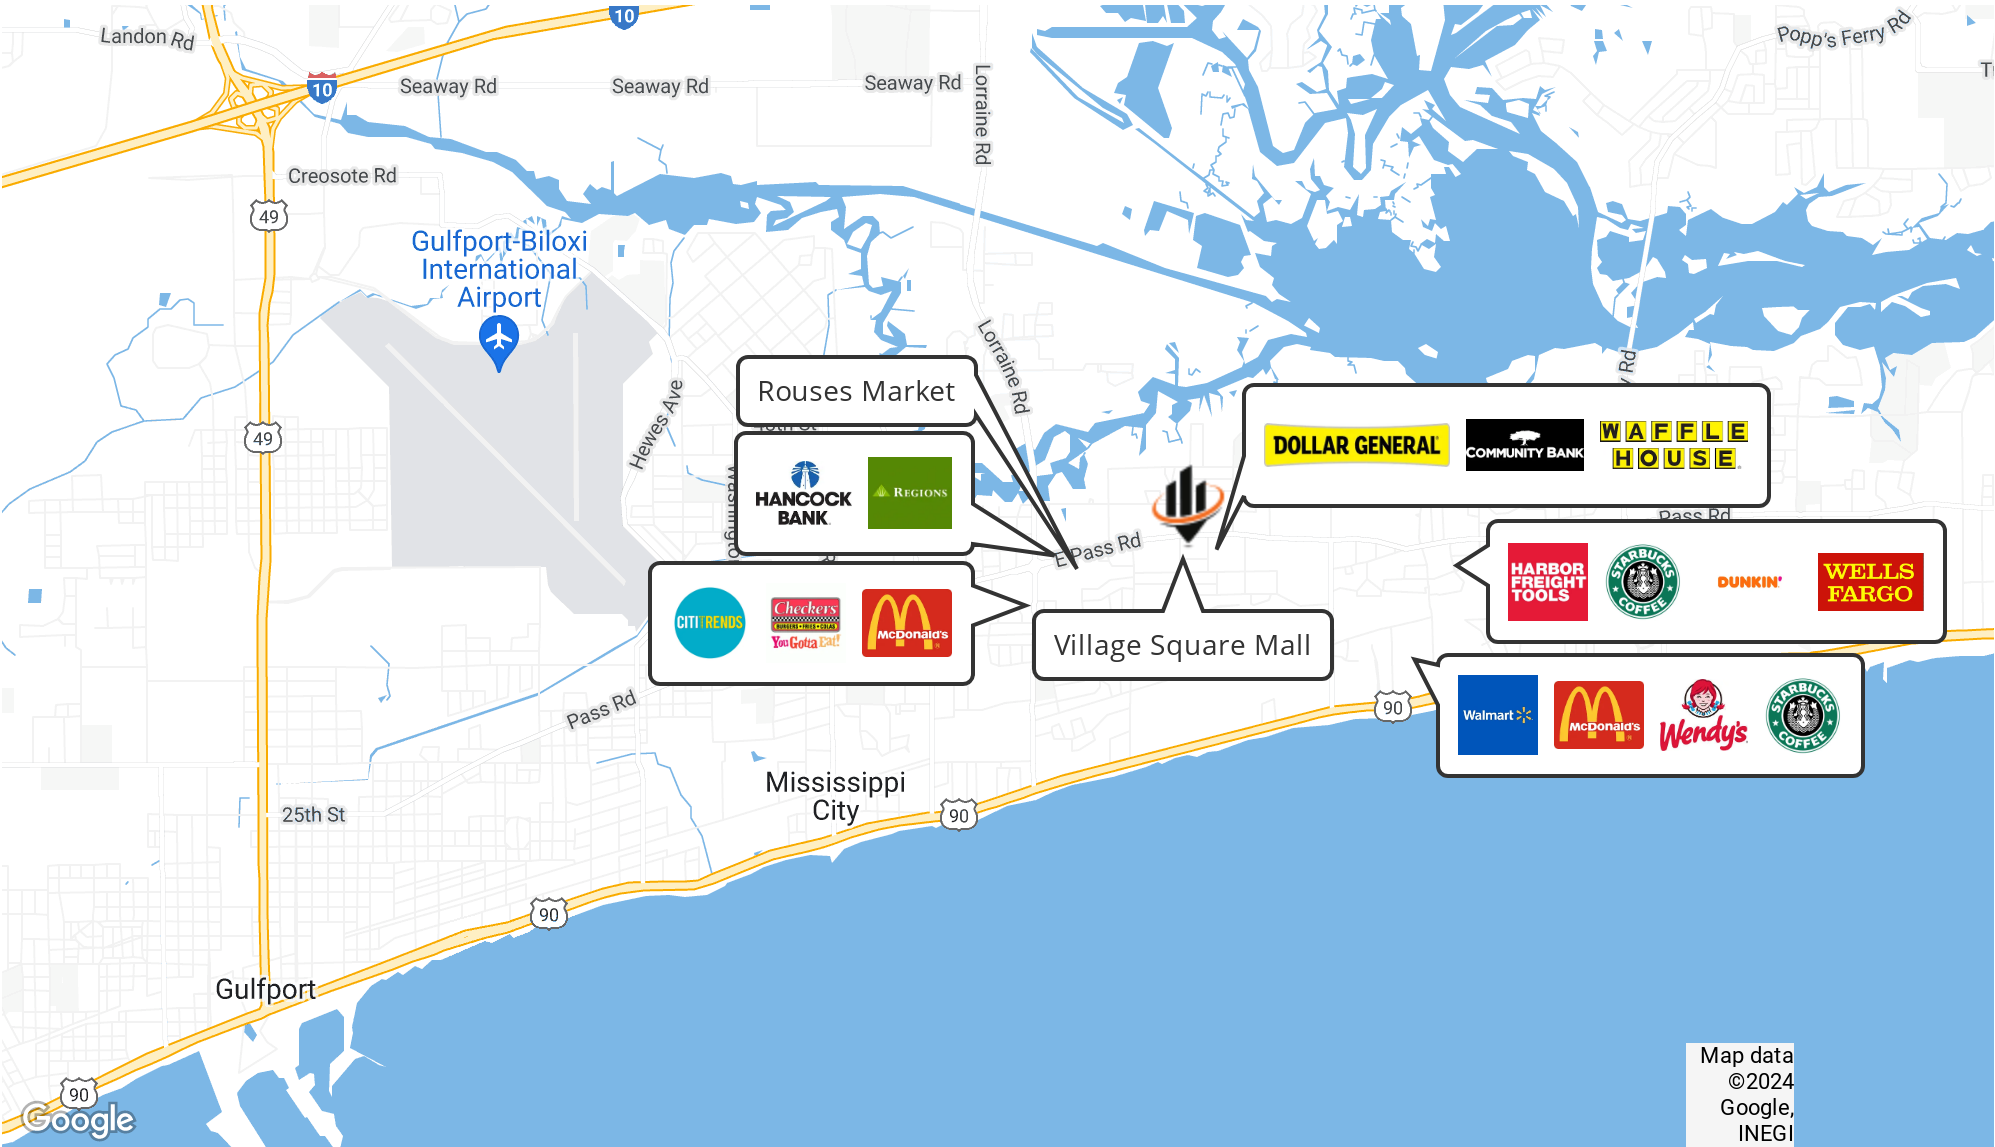 10
Landon Rd
Popp's Ferry Rd
10
Seaway Rd
Seaway Rd
Seaway Rd
Lorraine Rd
Creosote Rd
49
Gulfport-Biloxi
International
Airport
Lorraine Rd
Hewes Ave
49
Rouses Market
HANCOCK
BANK
REGIONS
DOLLAR GENERAL
COMMUNITY BANK
WAFFLE
HOUSE
Pass Rd
E Pass Rd
HARBOR
FREIGHT
TOOLS
STARBUCKS
COFFEE
DUNKIN'
WELLS
FARGO
CITITRENDS
Checkers
BURGERS • FRIES • COLAS
You Gotta Eat!
McDonald's
Village Square Mall
Walmart
McDonald's
Wendy's
STARBUCKS
COFFEE
90
Pass Rd
Mississippi
City
90
25th St
90
Gulfport
90
Google
Map data
©2024
Google,
INEGI